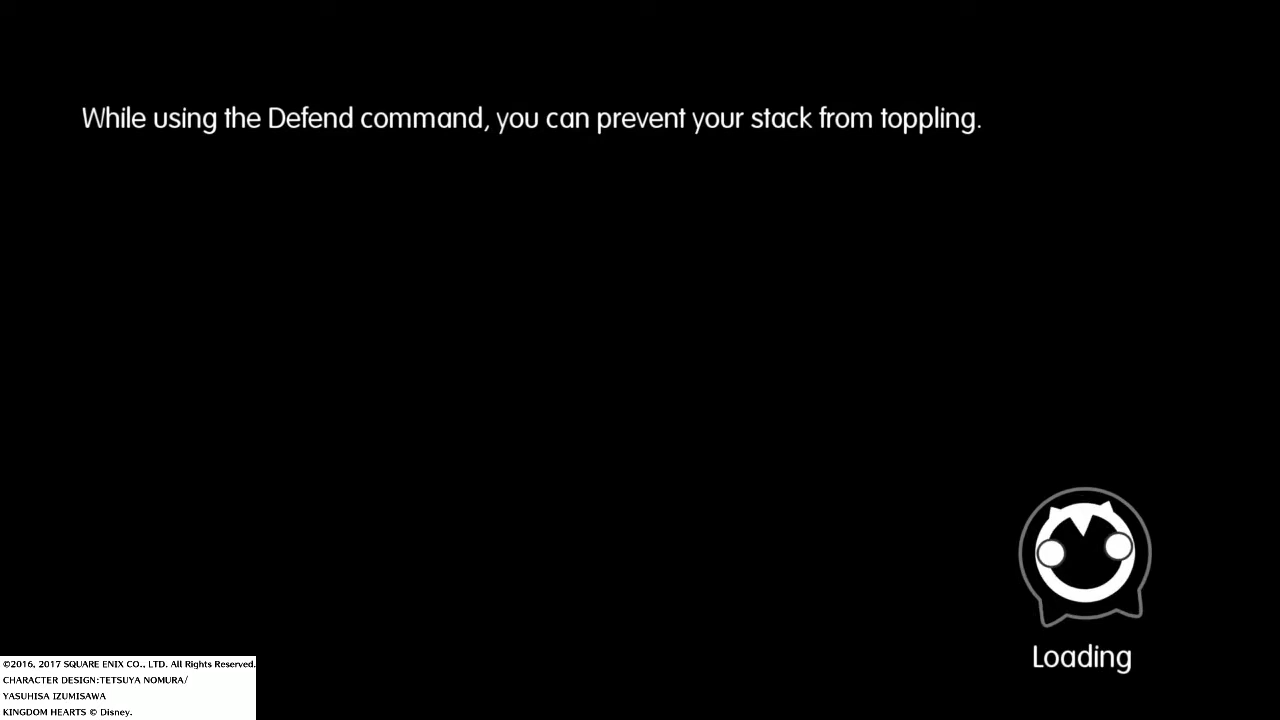 While using the Defend command, you can prevent your stack from toppling.
Loading
©2016, 2017 SQUARE ENIX CO., LTD. All Rights Reserved.
CHARACTER DESIGN:TETSUYA NOMURA/
YASUHISA IZUMISAWA
KINGDOM HEARTS © Disney.